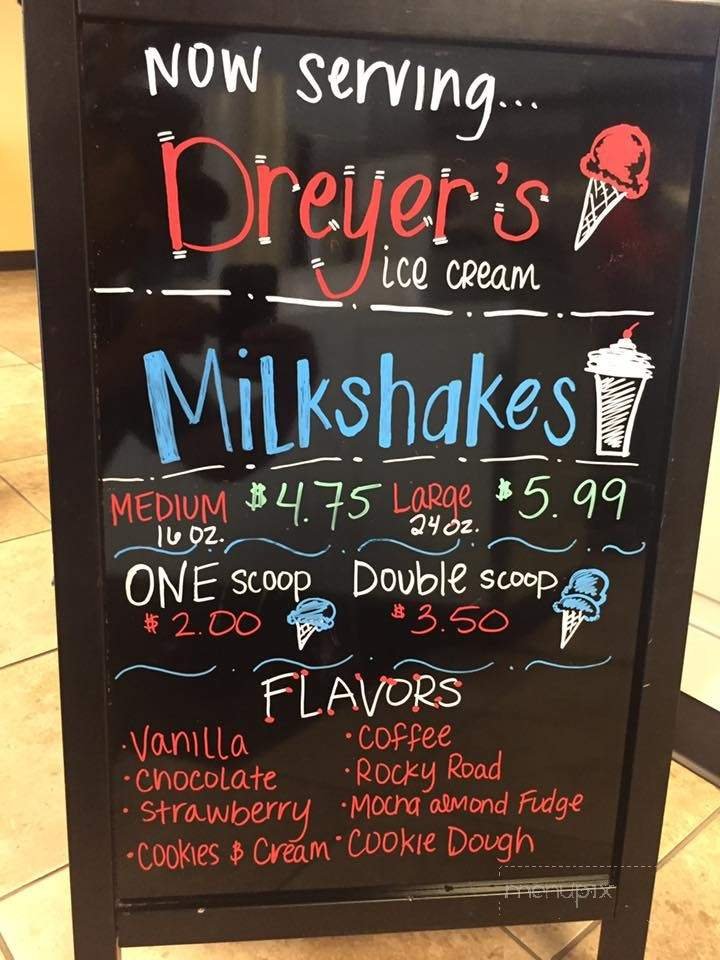 NOW Serving...
Dreyer's
ice cream
Milkshakes
MEDIUM $4.75 Large $5.99
16 oz. 24 oz.
ONE scoop Double scoop
$2.00 $3.50
FLAVORS
·Vanilla ·Coffee
·Chocolate ·Rocky Road
·Strawberry ·Mocha almond Fudge
·Cookies & Cream ·Cookie Dough
menupix